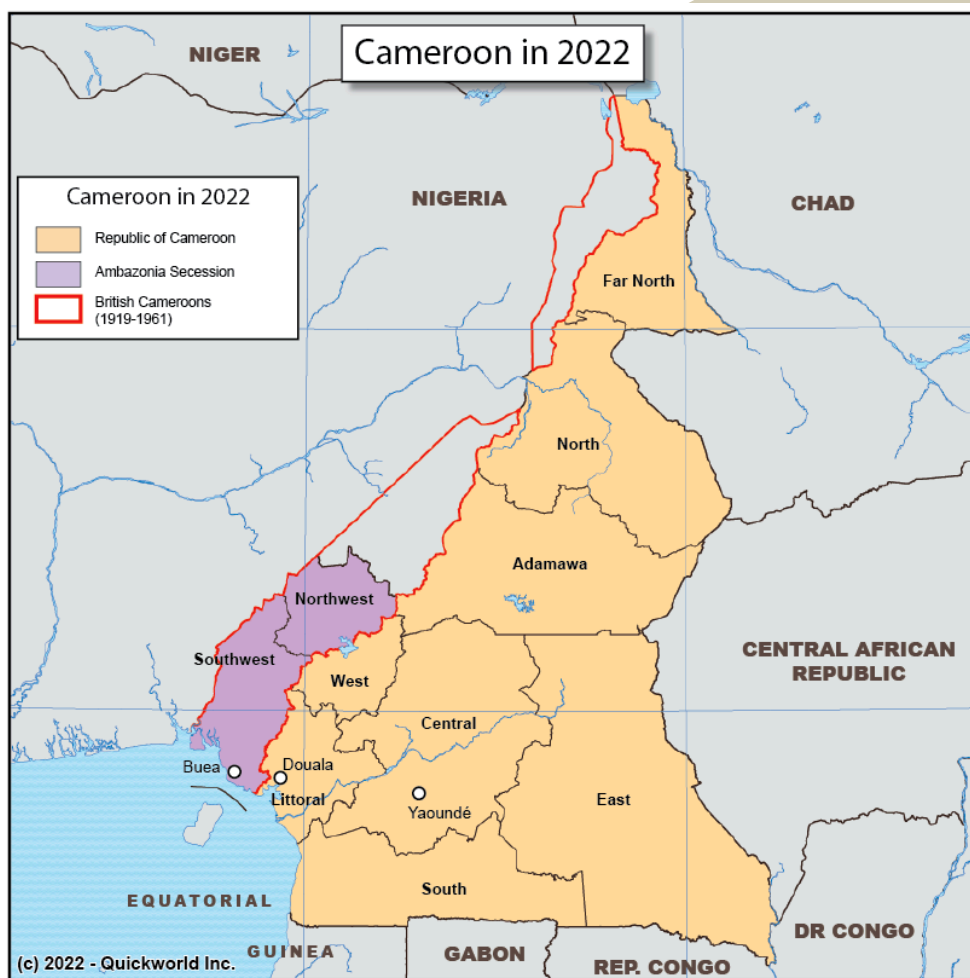 Cameroon in 2022
NIGER
Cameroon in 2022
Republic of Cameroon
Ambazonia Secession
British Cameroons
(1919-1961)
NIGERIA
CHAD
Far North
North
Adamawa
Northwest
Southwest
West
CENTRAL AFRICAN
REPUBLIC
Central
Buea
Douala
Littoral
Yaoundé
East
South
EQUATORIAL
GUINEA
GABON
REP. CONGO
DR CONGO
(c) 2022 - Quickworld Inc.